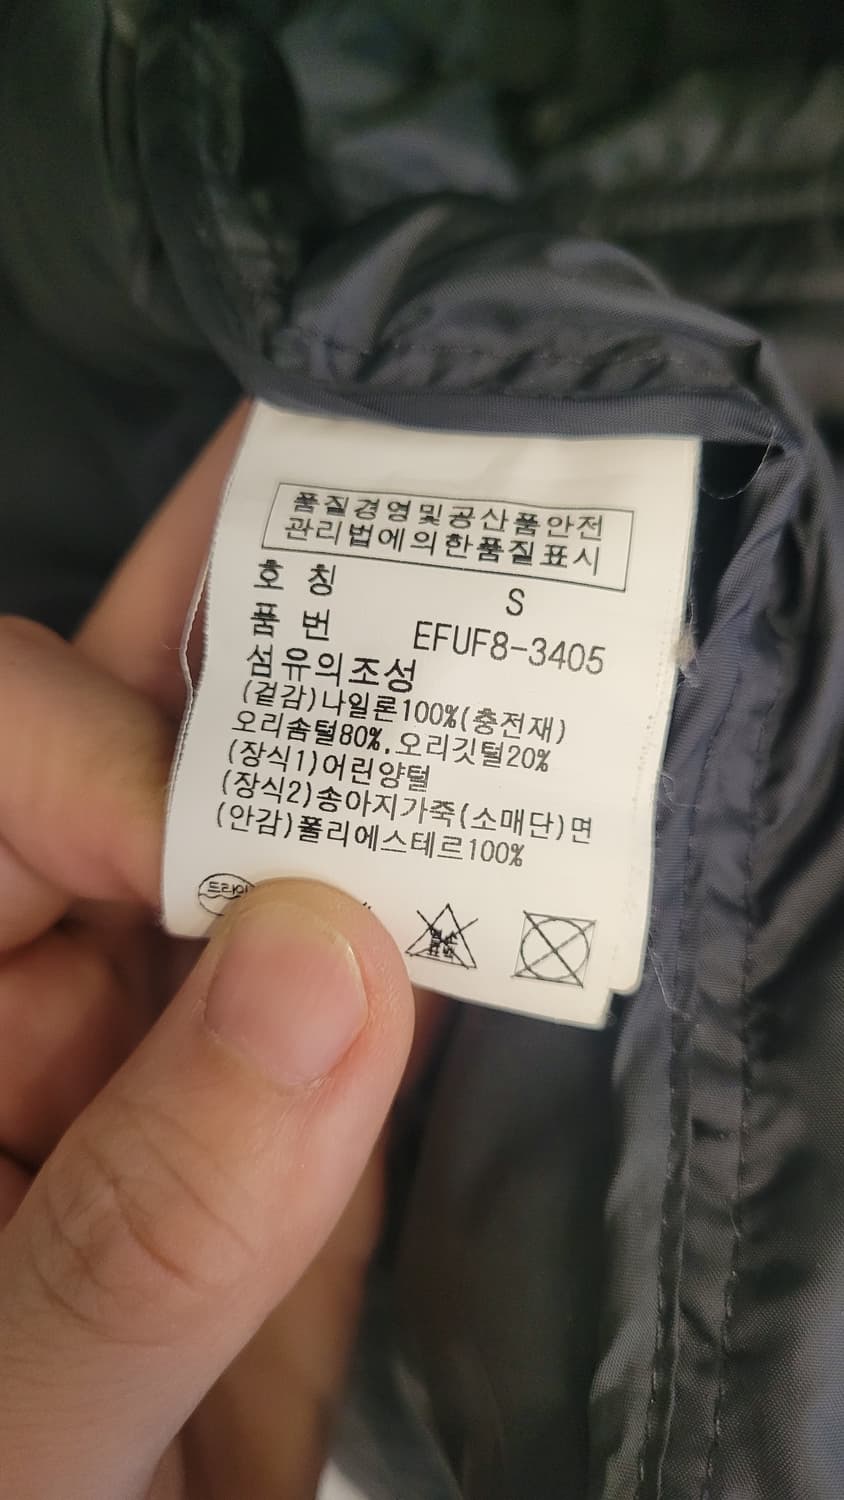 품질경영및공산품안전
관리법에의한품질표시
호 칭 S
품 번 EFUF8-3405
섬유의조성
(겉감)나일론100%(충전재)
오리솜털80%.오리깃털20%
(장식1)어린양털
(장식2)송아지가죽(소매단)면
(안감)폴리에스테르100%